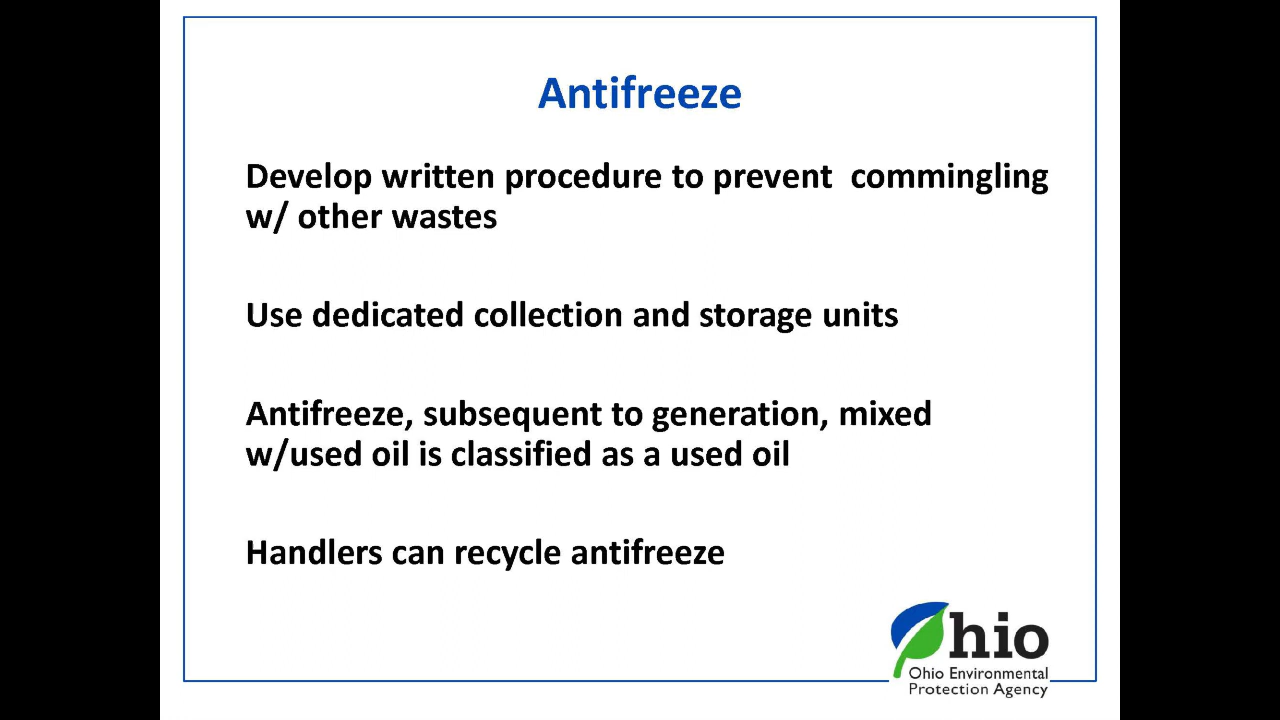 Antifreeze
Develop written procedure to prevent  commingling
w/ other wastes
Use dedicated collection and storage units
Antifreeze, subsequent to generation, mixed
w/used oil is classified as a used oil
Handlers can recycle antifreeze
Ohio
Ohio Environmental
Protection Agency